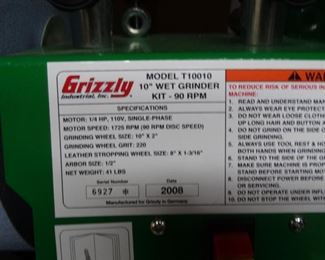 Grizzly
Industrial, Inc.
MODEL T10010
10" WET GRINDER
KIT - 90 RPM
SPECIFICATIONS
MOTOR: 1/4 HP, 110V, SINGLE-PHASE
MOTOR SPEED: 1725 RPM (90 RPM DISC SPEED)
GRINDING WHEEL SIZE: 10" X 2"
GRINDING WHEEL GRIT: 220
LEATHER STROPPING WHEEL SIZE: 8" X 1-3/16"
ARBOR SIZE: 1/2"
NET WEIGHT: 41 LBS
Serial Number
Date
6927 *
2008
Manufactured for Grizzly in Germany
WA
TO REDUCE RISK OF SERIOUS IN
MACHINE:
1. READ AND UNDERSTAND MAN
2. ALWAYS WEAR EYE PROTECT
3. DO NOT WEAR LOOSE CLOTH
UP LONG HAIR AND BUTTON
4. DO NOT GRIND ON THE SIDE O
SIDE GRINDING.
5. ALWAYS USE TOOL REST & H
BOTH HANDS WHEN GRINDING
6. STAND TO THE SIDE OF THE
7. MAKE SURE MACHINE IS PROP
STAND BEFORE STARTING MOT
8. DISCONNECT POWER BEFORE
OR SERVICING.
9. DO NOT OPERATE UNDER INFL
10. DO NOT STOP THE WHEEL WITH